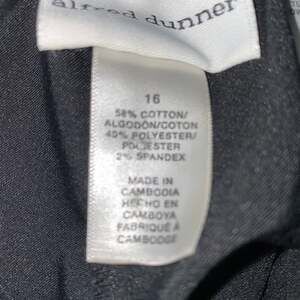 alfred dunner
16
58% COTTON/
ALGODÓN/COTON
40% POLYESTER/
POLIÉSTER
2% SPANDEX
MADE IN
CAMBODIA
HECHO EN
CAMBOYA
FABRIQUÉ À
CAMBODGE